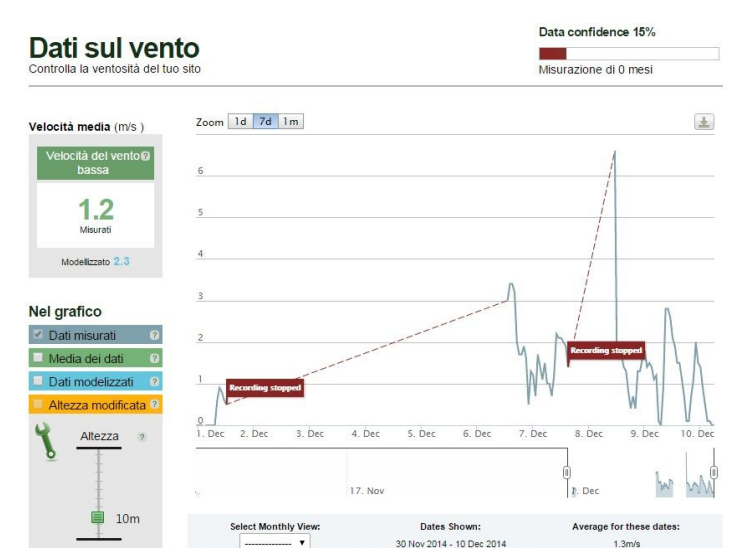 Dati sul vento
Controlla la ventosità del tuo sito
Data confidence 15%
Misurazione di 0 mesi
Velocità media (m/s )
Velocità del vento ?
bassa
1.2
Misurati
Modellizzato 2.3
Nel grafico
Dati misurati ?
Media dei dati ?
Dati modelizzati ?
Altezza modificata ?
Altezza ?
10m
Zoom 1d 7d 1m
6
5
4
3
2
1
0
Recording stopped
Recording stopped
1. Dec 2. Dec 3. Dec 4. Dec 5. Dec 6. Dec 7. Dec 8. Dec 9. Dec 10. Dec
17. Nov
1. Dec
Select Monthly View:
--------------
Dates Shown:
30 Nov 2014 - 10 Dec 2014
Average for these dates:
1.3m/s